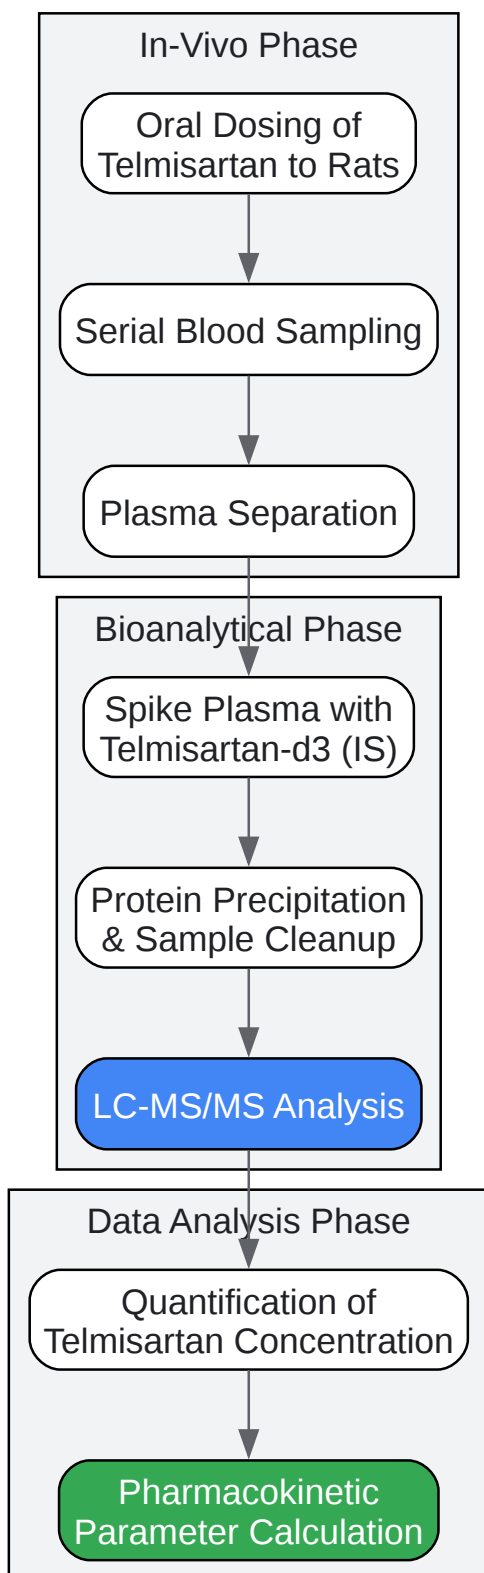 In-Vivo Phase
Oral Dosing of
Telmisartan to Rats
Serial Blood Sampling
Plasma Separation
Bioanalytical Phase
Spike Plasma with
Telmisartan-d3 (IS)
Protein Precipitation
& Sample Cleanup
LC-MS/MS Analysis
Data Analysis Phase
Quantification of
Telmisartan Concentration
Pharmacokinetic
Parameter Calculation